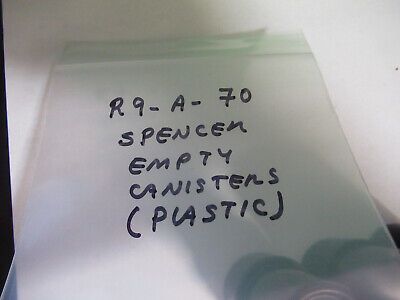 R9-A-70
SPENCER
EMPTY
CANISTERS
(PLASTIC)